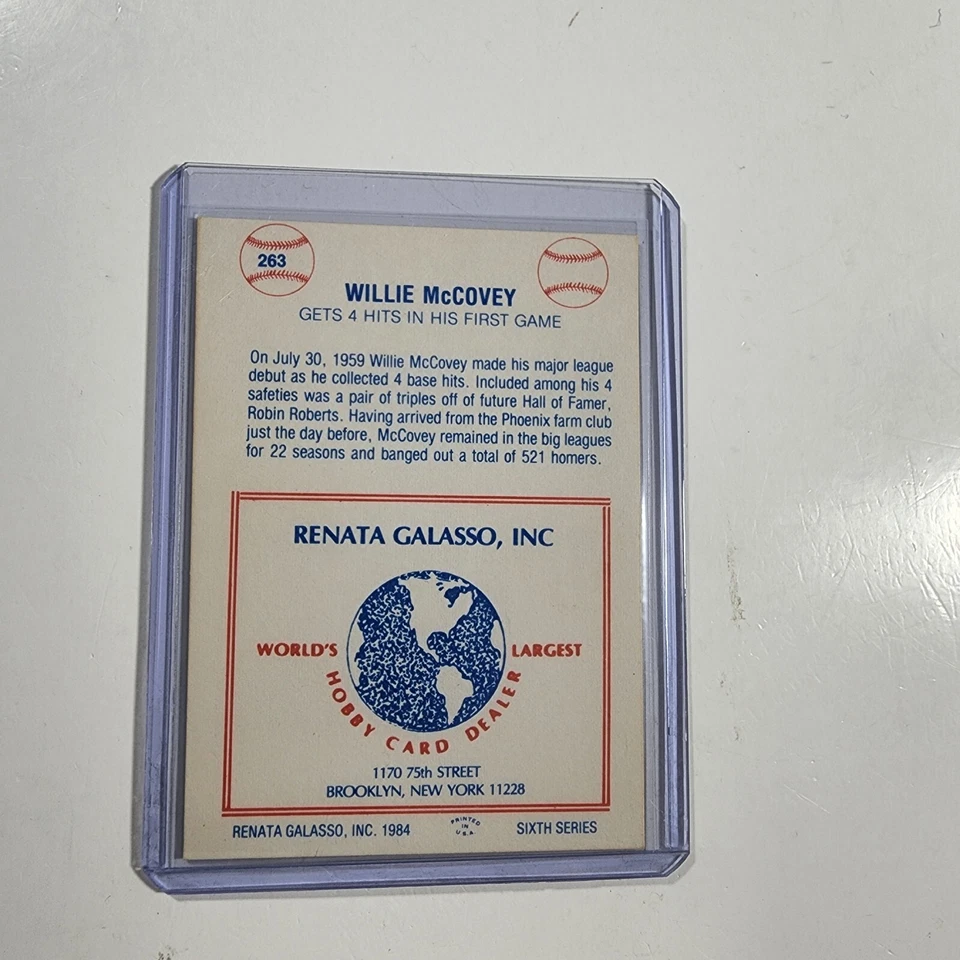 263
WILLIE McCOVEY
GETS 4 HITS IN HIS FIRST GAME
On July 30, 1959 Willie McCovey made his major league
debut as he collected 4 base hits. Included among his 4
safeties was a pair of triples off of future Hall of Famer,
Robin Roberts. Having arrived from the Phoenix farm club
just the day before, McCovey remained in the big leagues
for 22 seasons and banged out a total of 521 homers.
RENATA GALASSO, INC
WORLD'S LARGEST
HOBBY CARD DEALER
1170 75th STREET
BROOKLYN, NEW YORK 11228
RENATA GALASSO, INC. 1984
PRINTED
IN
U.S.A.
SIXTH SERIES